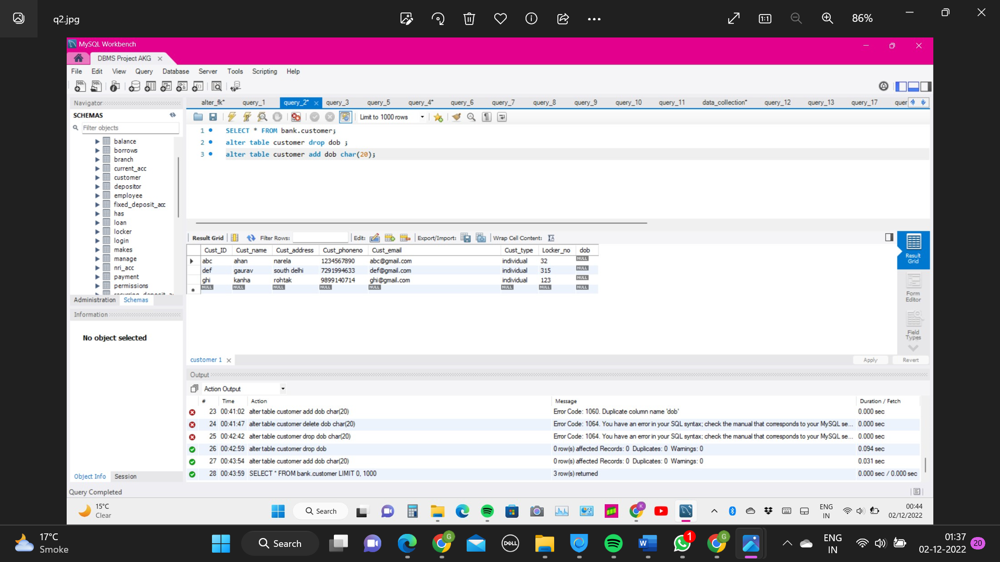 q2.jpg
86%
MySQL Workbench
DBMS Project AKG
File Edit View Query Database Server Tools Scripting Help
Navigator
SCHEMAS
Filter objects
balance
borrows
branch
current_acc
customer
depositor
employee
fixed_deposit_acc
has
loan
locker
login
makes
manage
nri_acc
payment
permissions
Administration Schemas
Information
No object selected
Object Info Session
Query Completed
alter_fk* query_1 query_2* query_3 query_5 query_4* query_6 query_7 query_8 query_9 query_10 query_11 data_collection* query_12 query_13 query_17 quer
Limit to 1000 rows
1 SELECT * FROM bank.customer;
2 alter table customer drop dob ;
3 alter table customer add dob char(20);
Result Grid Filter Rows: Edit: Export/Import: Wrap Cell Content:
Cust_ID Cust_name Cust_address Cust_phoneno Cust_email Cust_type Locker_no dob
abc ahan narela 1234567890 abc@gmail.com individual 32 NULL
def gaurav south delhi 7291994633 def@gmail.com individual 315 NULL
ghi kanha rohtak 9899140714 ghi@gmail.com individual 123 NULL
NULL NULL NULL NULL NULL NULL NULL NULL
Result
Grid
Form
Editor
Field
Types
customer 1
Apply Revert
Output
Action Output
# Time Action Message Duration / Fetch
23 00:41:02 alter table customer add dob char(20) Error Code: 1060. Duplicate column name 'dob' 0.000 sec
24 00:41:47 alter table customer delete dob char(20) Error Code: 1064. You have an error in your SQL syntax; check the manual that corresponds to your MySQL se... 0.000 sec
25 00:42:42 alter table customer drop dob char(20) Error Code: 1064. You have an error in your SQL syntax; check the manual that corresponds to your MySQL se... 0.000 sec
26 00:42:59 alter table customer drop dob 0 row(s) affected Records: 0 Duplicates: 0 Warnings: 0 0.094 sec
27 00:43:54 alter table customer add dob char(20) 0 row(s) affected Records: 0 Duplicates: 0 Warnings: 0 0.031 sec
28 00:43:59 SELECT * FROM bank.customer LIMIT 0, 1000 3 row(s) returned 0.000 sec / 0.000 sec
15°C
Clear
Search
ENG
IN
00:44
02/12/2022
17°C
Smoke
Search
DELL
1
ENG
IN
01:37
02-12-2022
20